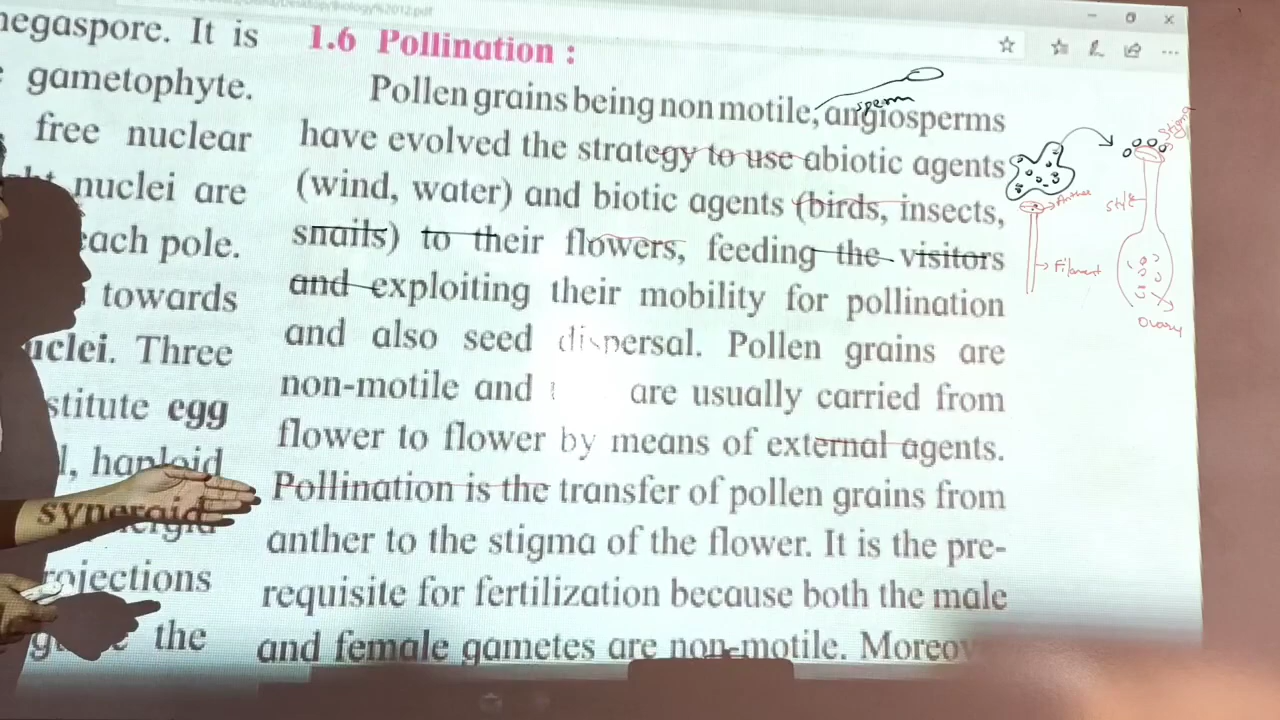 megaspore. It is
gametophyte.
free nuclear
nuclei are
each pole.
towards
nuclei. Three
egg
haploid
synergid
the
1.6 Pollination :
Pollen grains being non motile, angiosperms
sperm
have evolved the strategy to use abiotic agents
(wind, water) and biotic agents (birds, insects,
snails) to their flowers, feeding the visitors
and exploiting their mobility for pollination
and also seed dispersal. Pollen grains are
non-motile and are usually carried from
flower to flower by means of external agents.
Pollination is the transfer of pollen grains from
anther to the stigma of the flower. It is the pre-
requisite for fertilization because both the male
and female gametes are non-motile.
Stigma
Style
Filament
Ovary